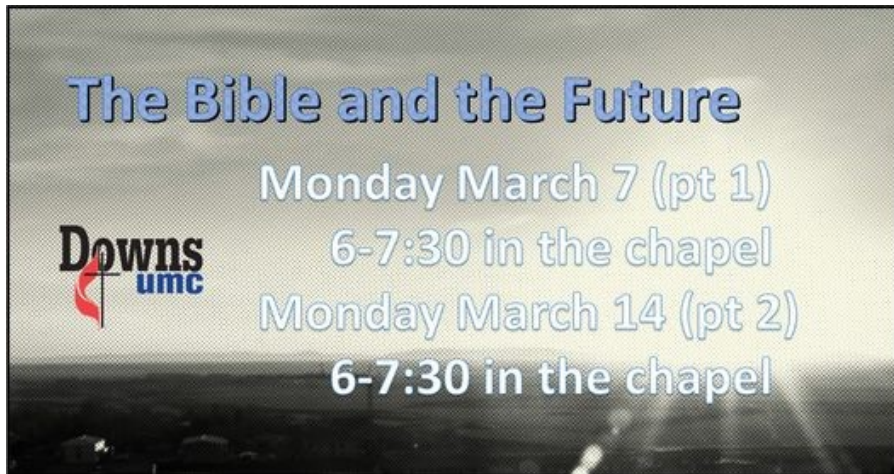 The Bible and the Future
Monday March 7 (pt 1)
6-7:30 in the chapel
Downs
umc
Monday March 14 (pt 2)
6-7:30 in the chapel